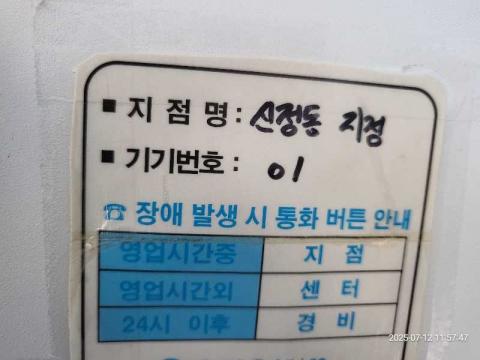 ■ 지 점 명 : 신정동 지점
■ 기기번호 : 01
☎ 장애 발생 시 통화 버튼 안내
영업시간중 지 점
영업시간외 센 터
24시 이후 경 비
2025-07-12 11:57:47